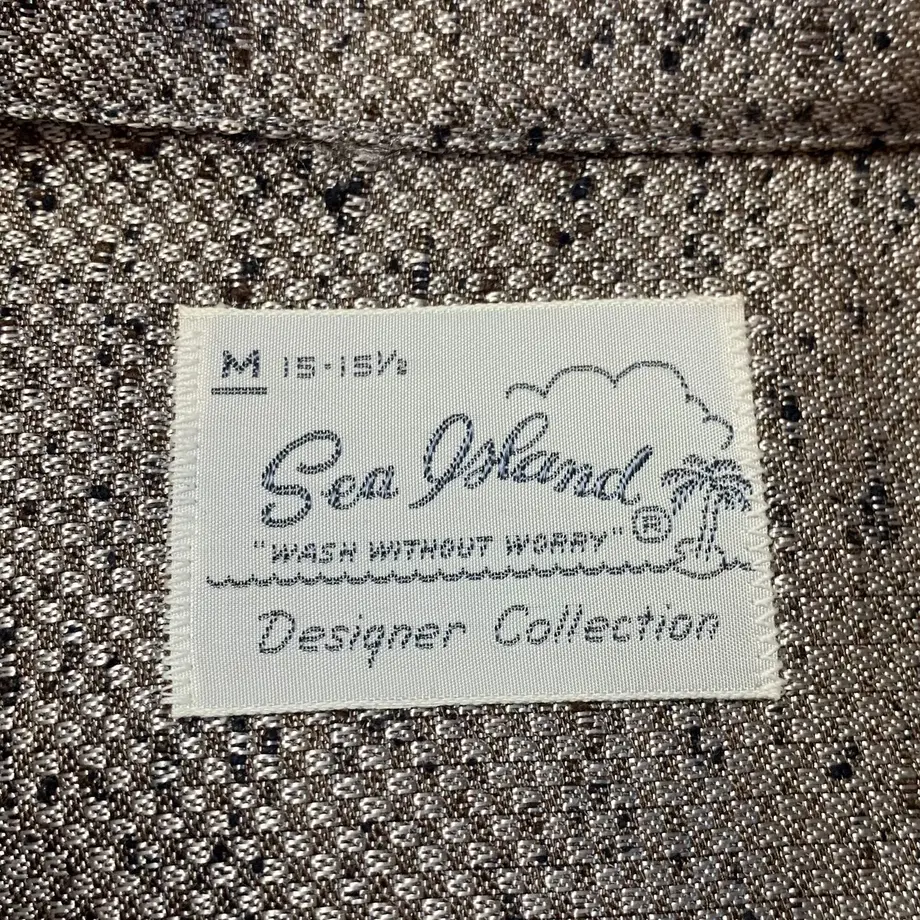 M 15·15½
Sea Island ®
"WASH WITHOUT WORRY"
Designer Collection